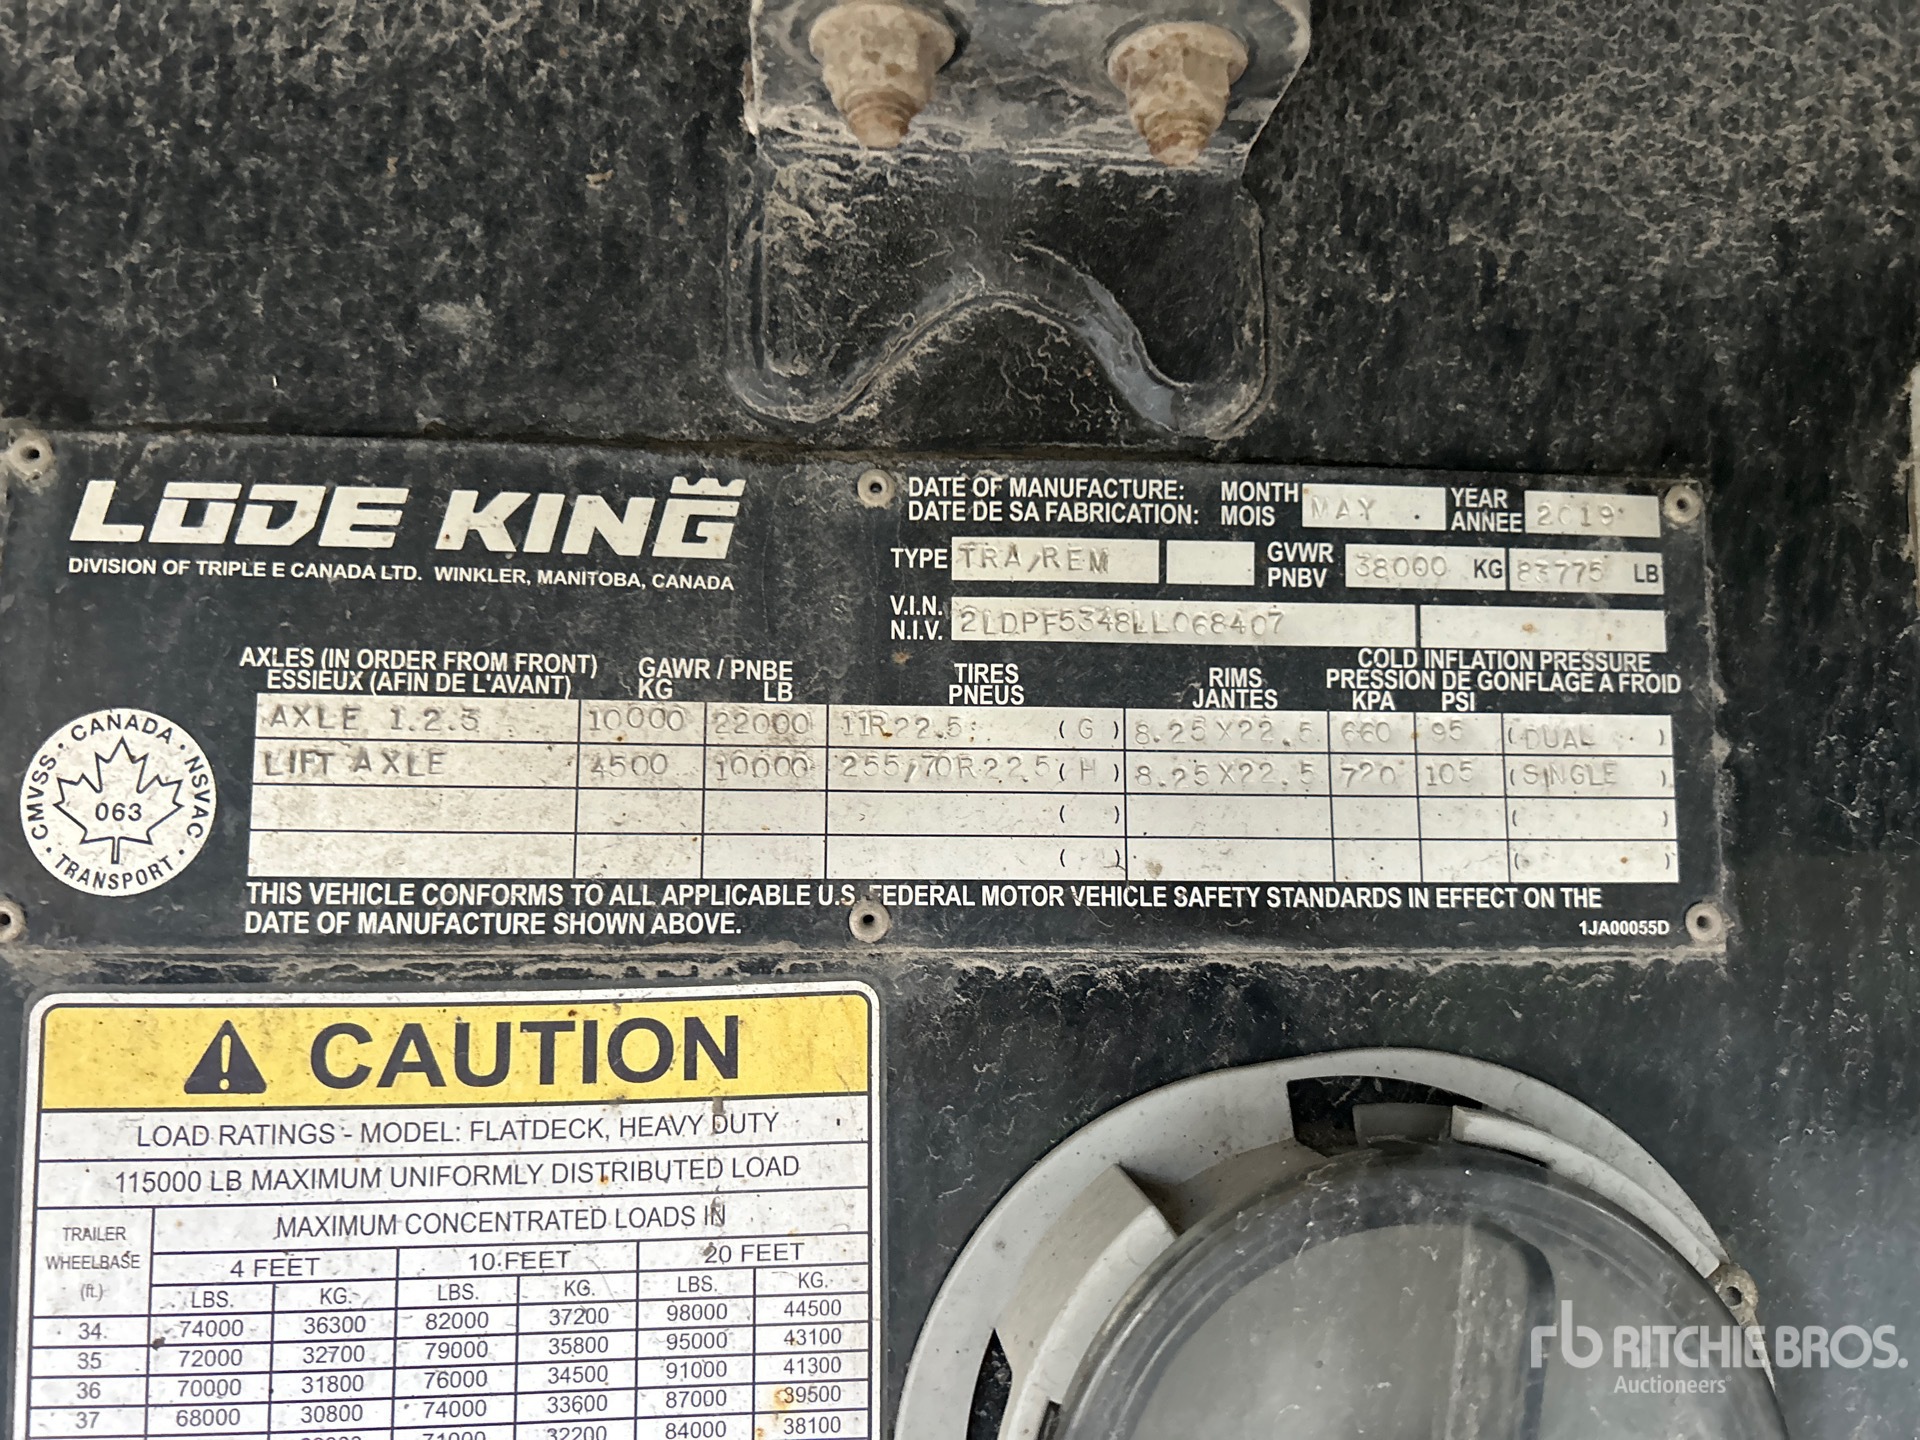 LODE KING
DIVISION OF TRIPLE E CANADA LTD. WINKLER, MANITOBA, CANADA
DATE OF MANUFACTURE: MONTH MAY YEAR 2019
DATE DE SA FABRICATION: MOIS ANNEE
TYPE TRA/REM GVWR PNBV 38000 KG 83775 LB
V.I.N. N.I.V. 2LDPF5348LL068407
AXLES (IN ORDER FROM FRONT) GAWR / PNBE TIRES RIMS COLD INFLATION PRESSURE
ESSIEUX (AFIN DE L'AVANT) KG LB PNEUS JANTES PRESSION DE GONFLAGE A FROID
KPA PSI
AXLE 1.2.3 10000 22000 11R22.5 (G) 8.25X22.5 660 95 (DUAL )
LIFT AXLE 4500 10000 255/70R22.5 (H) 8.25X22.5 720 105 (SINGLE )
( ) ( )
( ) ( )
CMVSS · CANADA · NSVAC · TRANSPORT ·
063
THIS VEHICLE CONFORMS TO ALL APPLICABLE U.S. FEDERAL MOTOR VEHICLE SAFETY STANDARDS IN EFFECT ON THE
DATE OF MANUFACTURE SHOWN ABOVE.
1JA00055D
CAUTION
LOAD RATINGS - MODEL: FLATDECK, HEAVY DUTY
115000 LB MAXIMUM UNIFORMLY DISTRIBUTED LOAD
TRAILER WHEELBASE (ft.) MAXIMUM CONCENTRATED LOADS IN
4 FEET 10 FEET 20 FEET
LBS. KG. LBS. KG. LBS. KG.
34 74000 36300 82000 37200 98000 44500
35 72000 32700 79000 35800 95000 43100
36 70000 31800 76000 34500 91000 41300
37 68000 30800 74000 33600 87000 39500
71000 32200 84000 38100
rb RITCHIE BROS.
Auctioneers